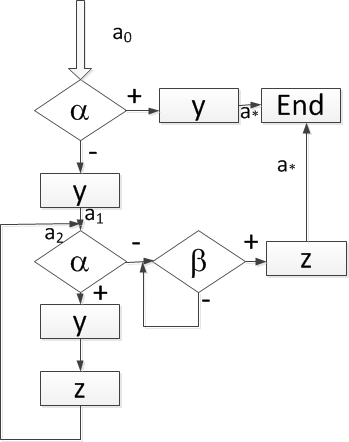 a0
α + y a* End
-
a*
y
a1
a2
α - β + z
+ -
y
z